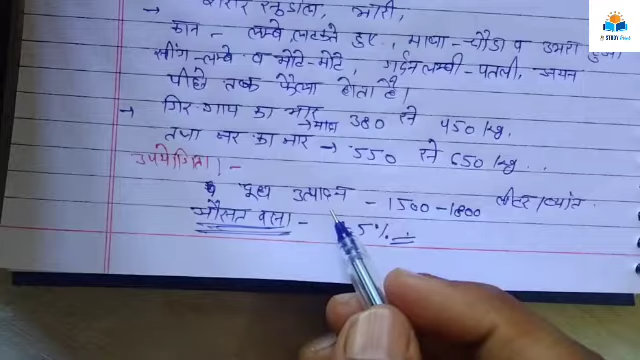 → शरीर सुडौल, भारी,
कान - लम्बे लटकते हुए, माथा - चौड़ा व उभरा हुआ
सींग - लम्बे व मोटे-मोटे, गर्दन लम्बी - पतली, अयन
पीछे तक फैला होता है।
→ गिर गाय का भार 380 से 450 kg.
→ मादा
तथा नर का भार → 550 से 650 kg.
उपयोगिता :-
दूध उत्पादन - 1500 - 1800 लीटर/ब्यांत.
औसत वसा - 5%.
STUDY